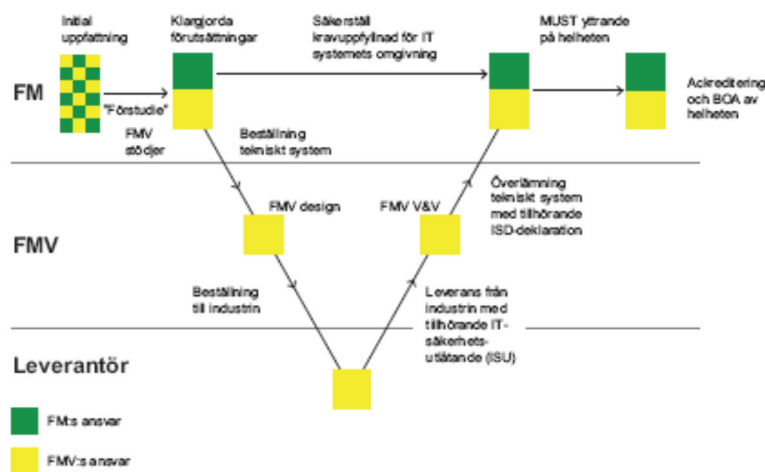 Initial
uppfattning
Klargjorda
förutsättningar
Säkerställ
kravuppfyllnad för IT
systemets omgivning
MUST yttrande
på helheten
FM
"Förstudie"
FMV
stödjer
Beställning
tekniskt system
Ackreditering
och BOA av
helheten
FMV
FMV design
FMV V&V
Överlämning
tekniskt system
med tillhörande
ISD-deklaration
Beställning
till industrin
Leverans från
industrin med
tillhörande IT-
säkerhets-
utlåtande (ISU)
Leverantör
FM:s ansvar
FMV:s ansvar